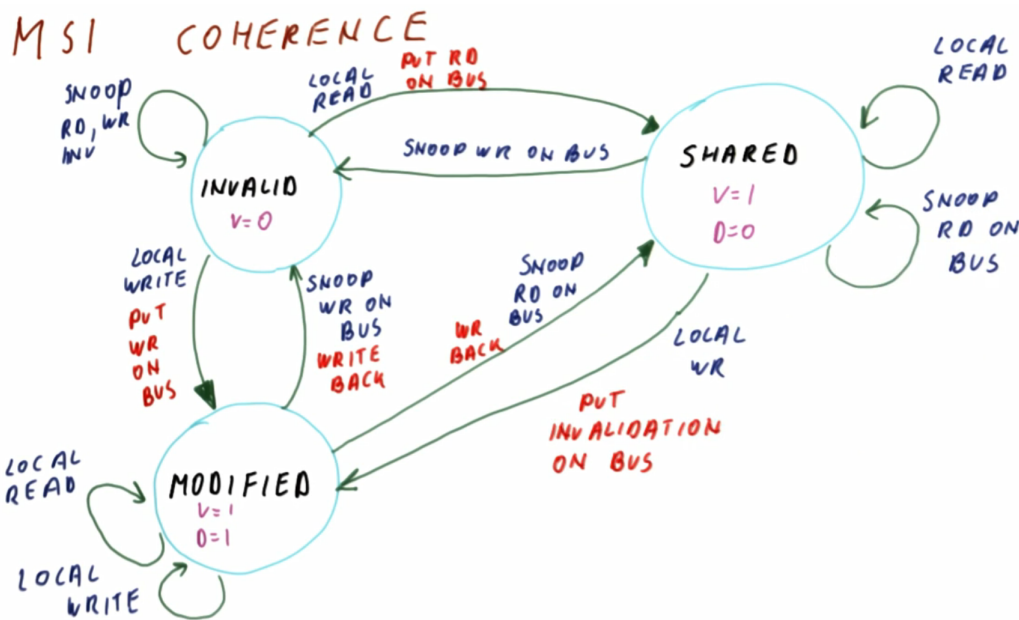 MSI COHERENCE
SNOOP
RD, WR
INV
LOCAL
READ
PUT RD
ON BUS
LOCAL
READ
INVALID
V=0
SNOOP WR ON BUS
SHARED
V=1
D=0
SNOOP
RD ON
BUS
LOCAL
WRITE
PUT
WR
ON
BUS
SNOOP
WR ON
BUS
WRITE
BACK
SNOOP
RD ON
BUS
WR
BACK
LOCAL
WR
PUT
INVALIDATION
ON BUS
LOCAL
READ
MODIFIED
V=1
D=1
LOCAL
WRITE